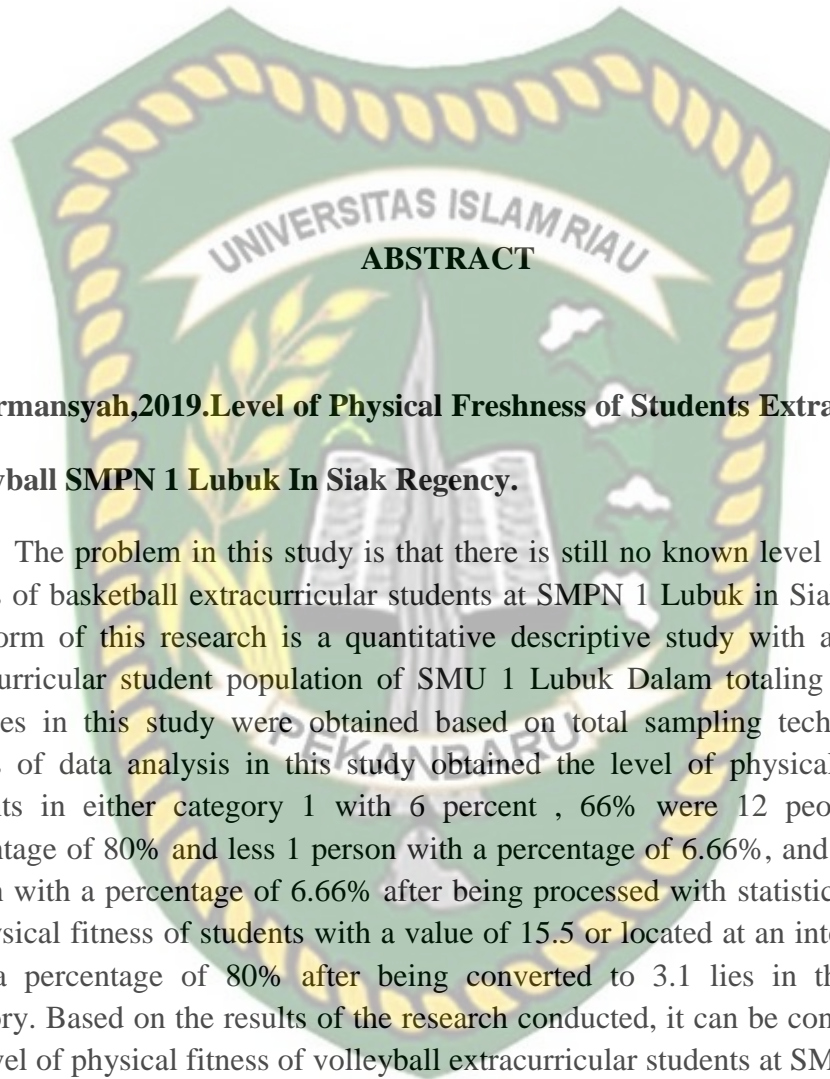 UNIVERSITAS ISLAM RIAU
ABSTRACT
rmansyah,2019.Level of Physical Freshness of Students Extra
yball SMPN 1 Lubuk In Siak Regency.
The problem in this study is that there is still no known level
s of basketball extracurricular students at SMPN 1 Lubuk in Sia
orm of this research is a quantitative descriptive study with a
urricular student population of SMU 1 Lubuk Dalam totaling
es in this study were obtained based on total sampling tech
s of data analysis in this study obtained the level of physical
nts in either category 1 with 6 percent , 66% were 12 peo
ntage of 80% and less 1 person with a percentage of 6.66%, and
n with a percentage of 6.66% after being processed with statistic
ysical fitness of students with a value of 15.5 or located at an inte
a percentage of 80% after being converted to 3.1 lies in th
ory. Based on the results of the research conducted, it can be con
vel of physical fitness of volleyball extracurricular students at SM
PEKANBARU